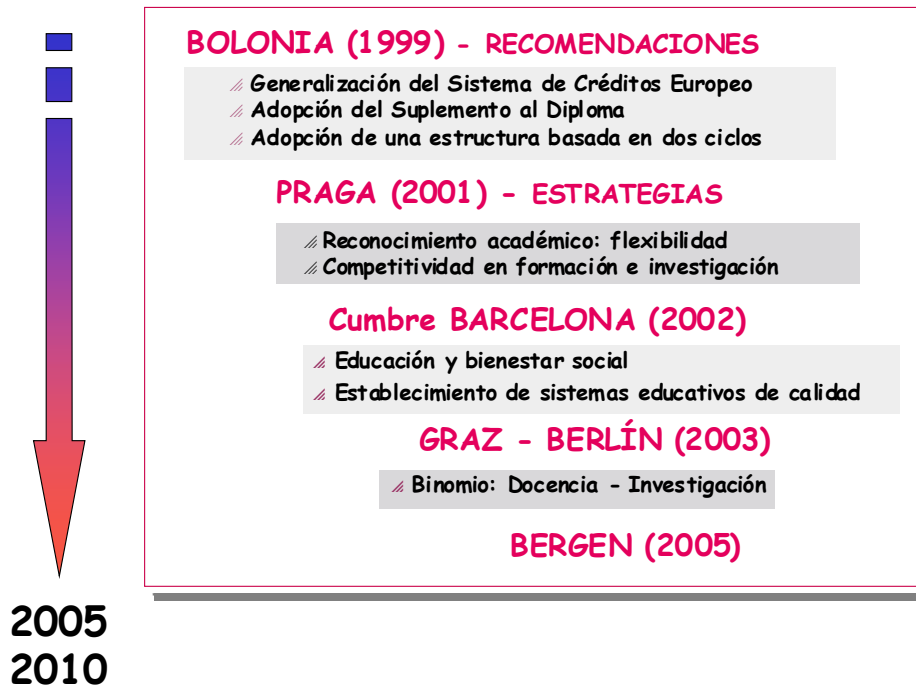 BOLONIA (1999) - RECOMENDACIONES
Generalización del Sistema de Créditos Europeo
Adopción del Suplemento al Diploma
Adopción de una estructura basada en dos ciclos
PRAGA (2001) - ESTRATEGIAS
Reconocimiento académico: flexibilidad
Competitividad en formación e investigación
Cumbre BARCELONA (2002)
Educación y bienestar social
Establecimiento de sistemas educativos de calidad
GRAZ - BERLÍN (2003)
Binomio: Docencia - Investigación
BERGEN (2005)
2005
2010